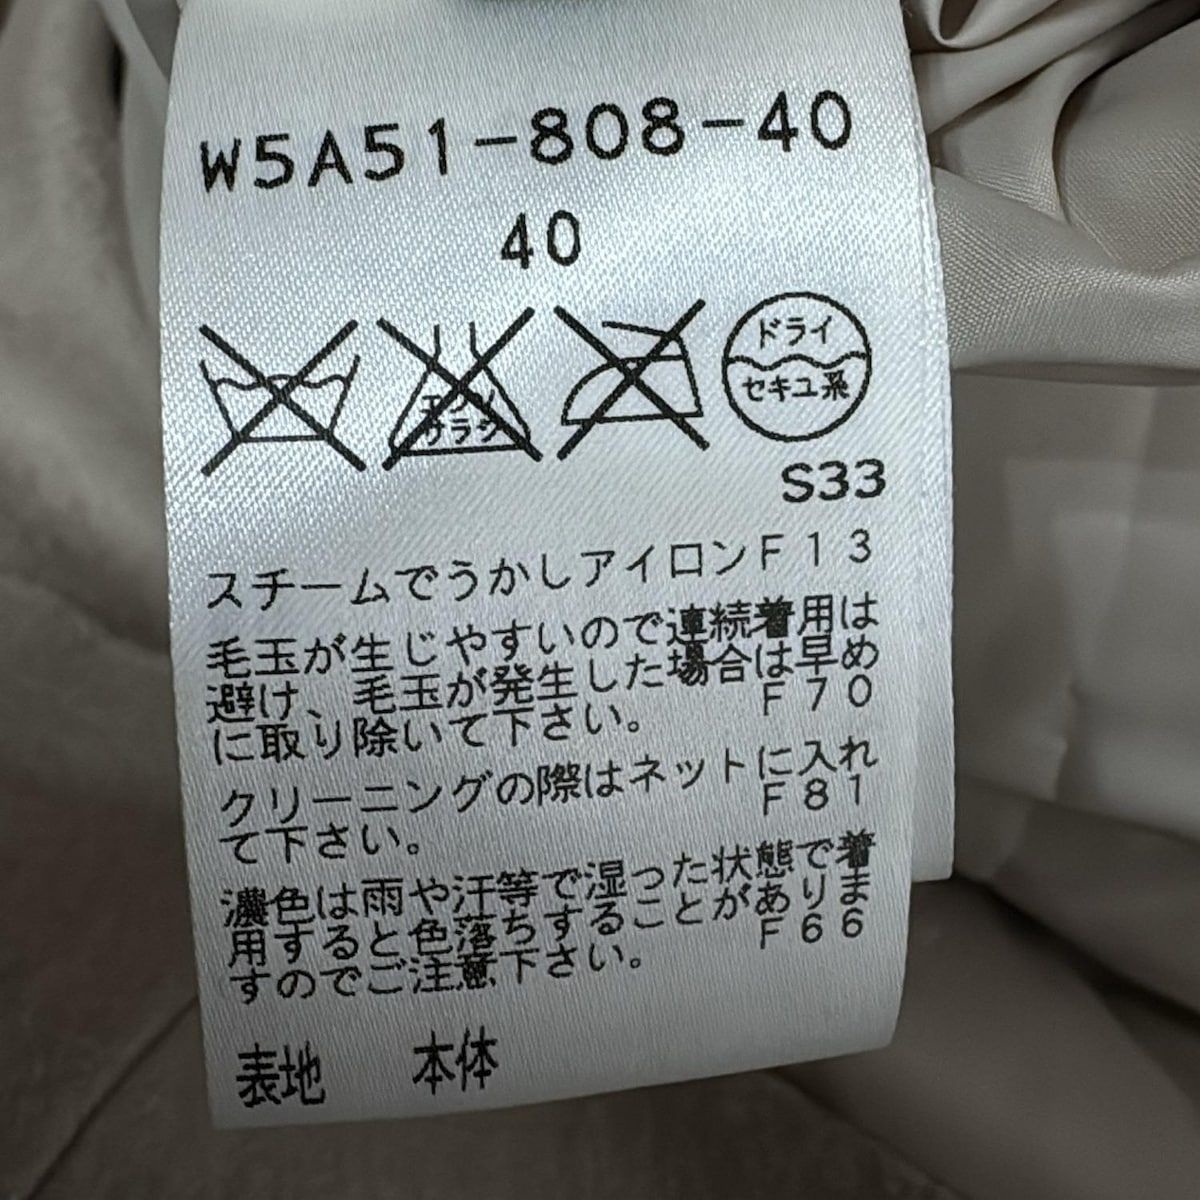 W5A51-808-40
40
エンソ
サラシ
ドライ
セキユ系
S33
スチームでうかしアイロンF13
毛玉が生じやすいので連続着用は
避け、毛玉が発生した場合は早め
に取り除いて下さい。 F70
クリーニングの際はネットに入れ
て下さい。 F81
濃色は雨や汗等で湿った状態で着
用すると色落ちすることがありま
すのでご注意下さい。 F66
表地 本体